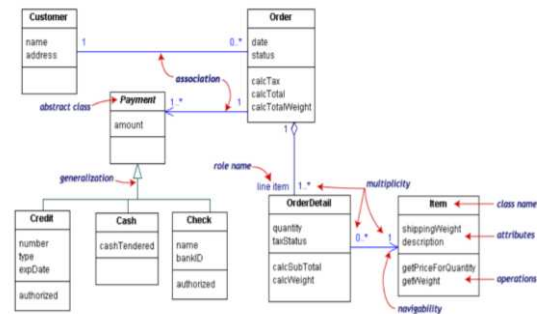 Customer
name
address
1
0..*
Order
date
status
calcTax
calcTotal
calcTotalWeight
association
abstract class
Payment
1..*
1
amount
generalization
1
role name
line item
1..*
multiplicity
Credit
number
type
expDate
authorized
Cash
cashTendered
Check
name
bankID
authorized
OrderDetail
quantity
taxStatus
calcSubTotal
calcWeight
0..*
1
Item
shippingWeight
description
getPriceForQuantity
getWeight
class name
attributes
operations
navigability